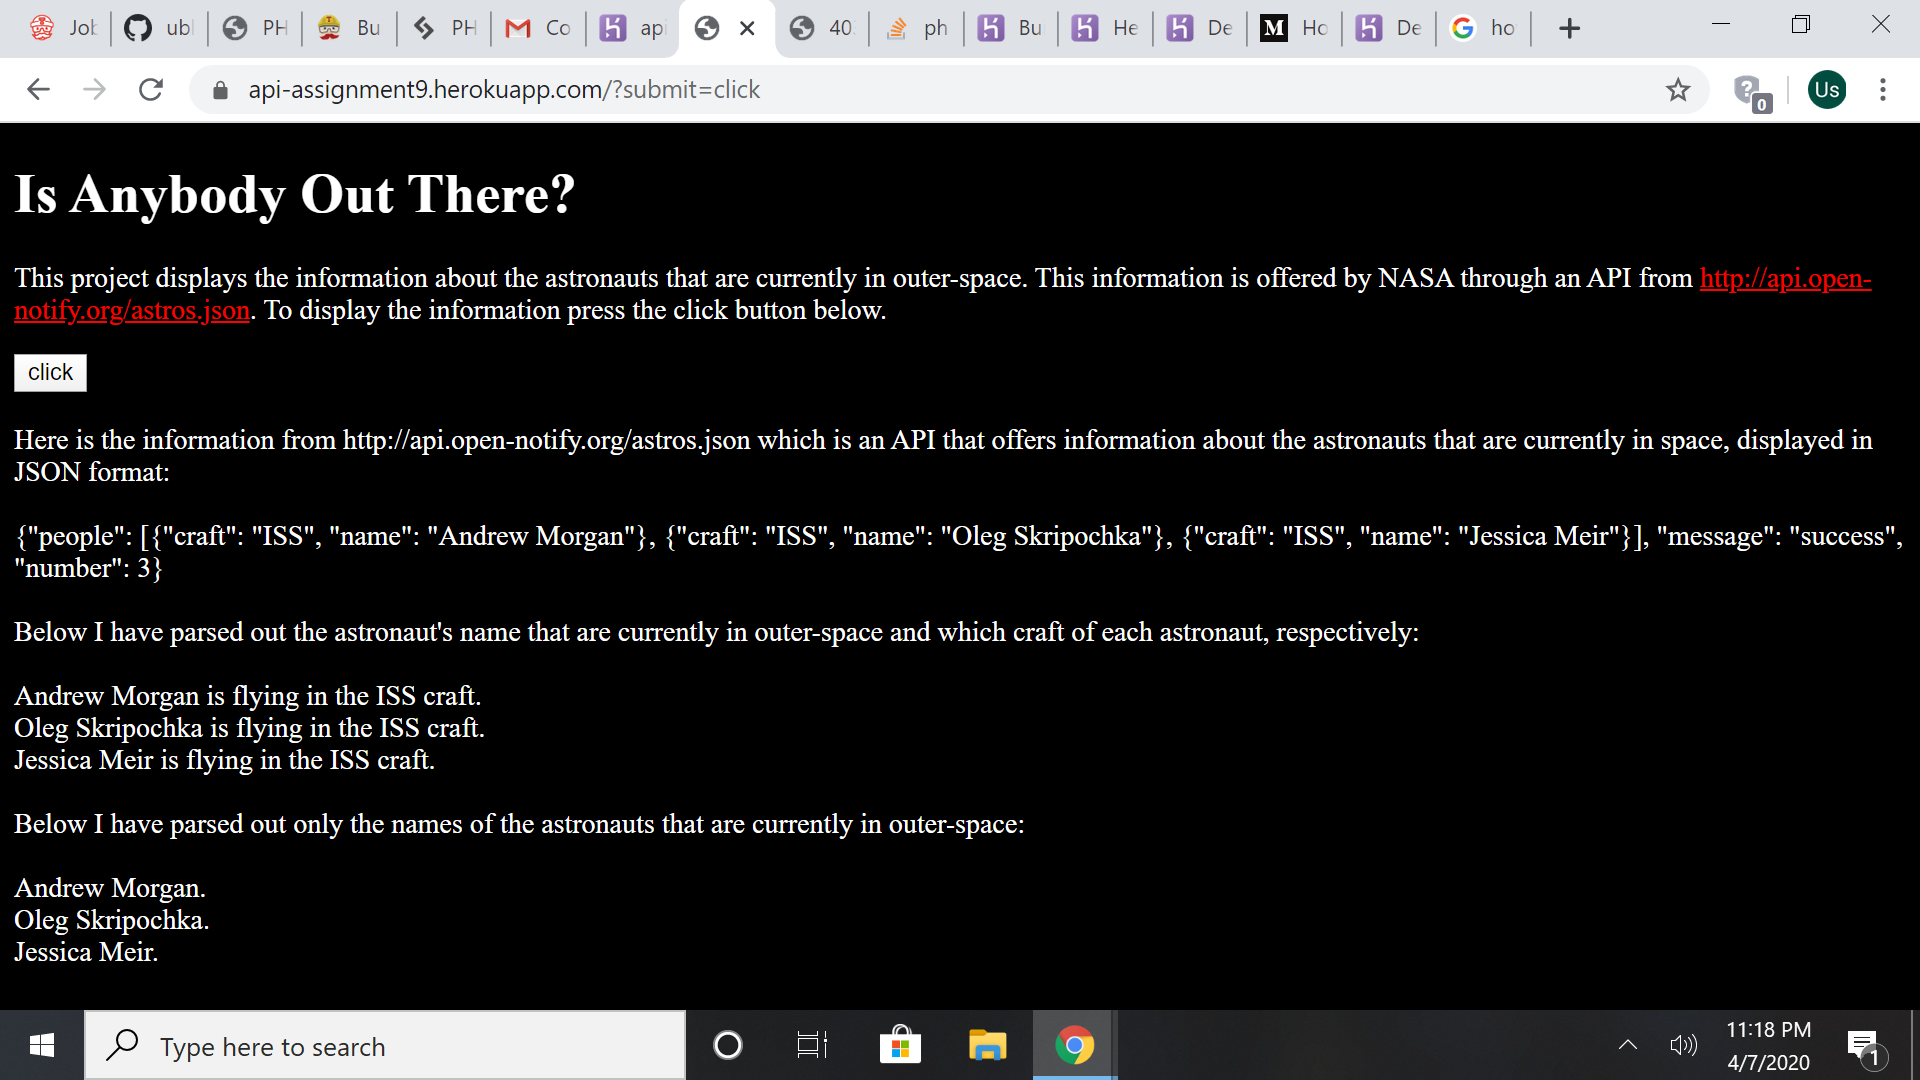 Job
ubl
PH
Bu
PH
Co
api
40
ph
Bu
He
De
M Ho
De
ho
api-assignment9.herokuapp.com/?submit=click
? 0
Us
Is Anybody Out There?
This project displays the information about the astronauts that are currently in outer-space. This information is offered by NASA through an API from http://api.open-
notify.org/astros.json. To display the information press the click button below.
click
Here is the information from http://api.open-notify.org/astros.json which is an API that offers information about the astronauts that are currently in space, displayed in
JSON format:
{"people": [{"craft": "ISS", "name": "Andrew Morgan"}, {"craft": "ISS", "name": "Oleg Skripochka"}, {"craft": "ISS", "name": "Jessica Meir"}], "message": "success",
"number": 3}
Below I have parsed out the astronaut's name that are currently in outer-space and which craft of each astronaut, respectively:
Andrew Morgan is flying in the ISS craft.
Oleg Skripochka is flying in the ISS craft.
Jessica Meir is flying in the ISS craft.
Below I have parsed out only the names of the astronauts that are currently in outer-space:
Andrew Morgan.
Oleg Skripochka.
Jessica Meir.
Type here to search
11:18 PM
4/7/2020
1